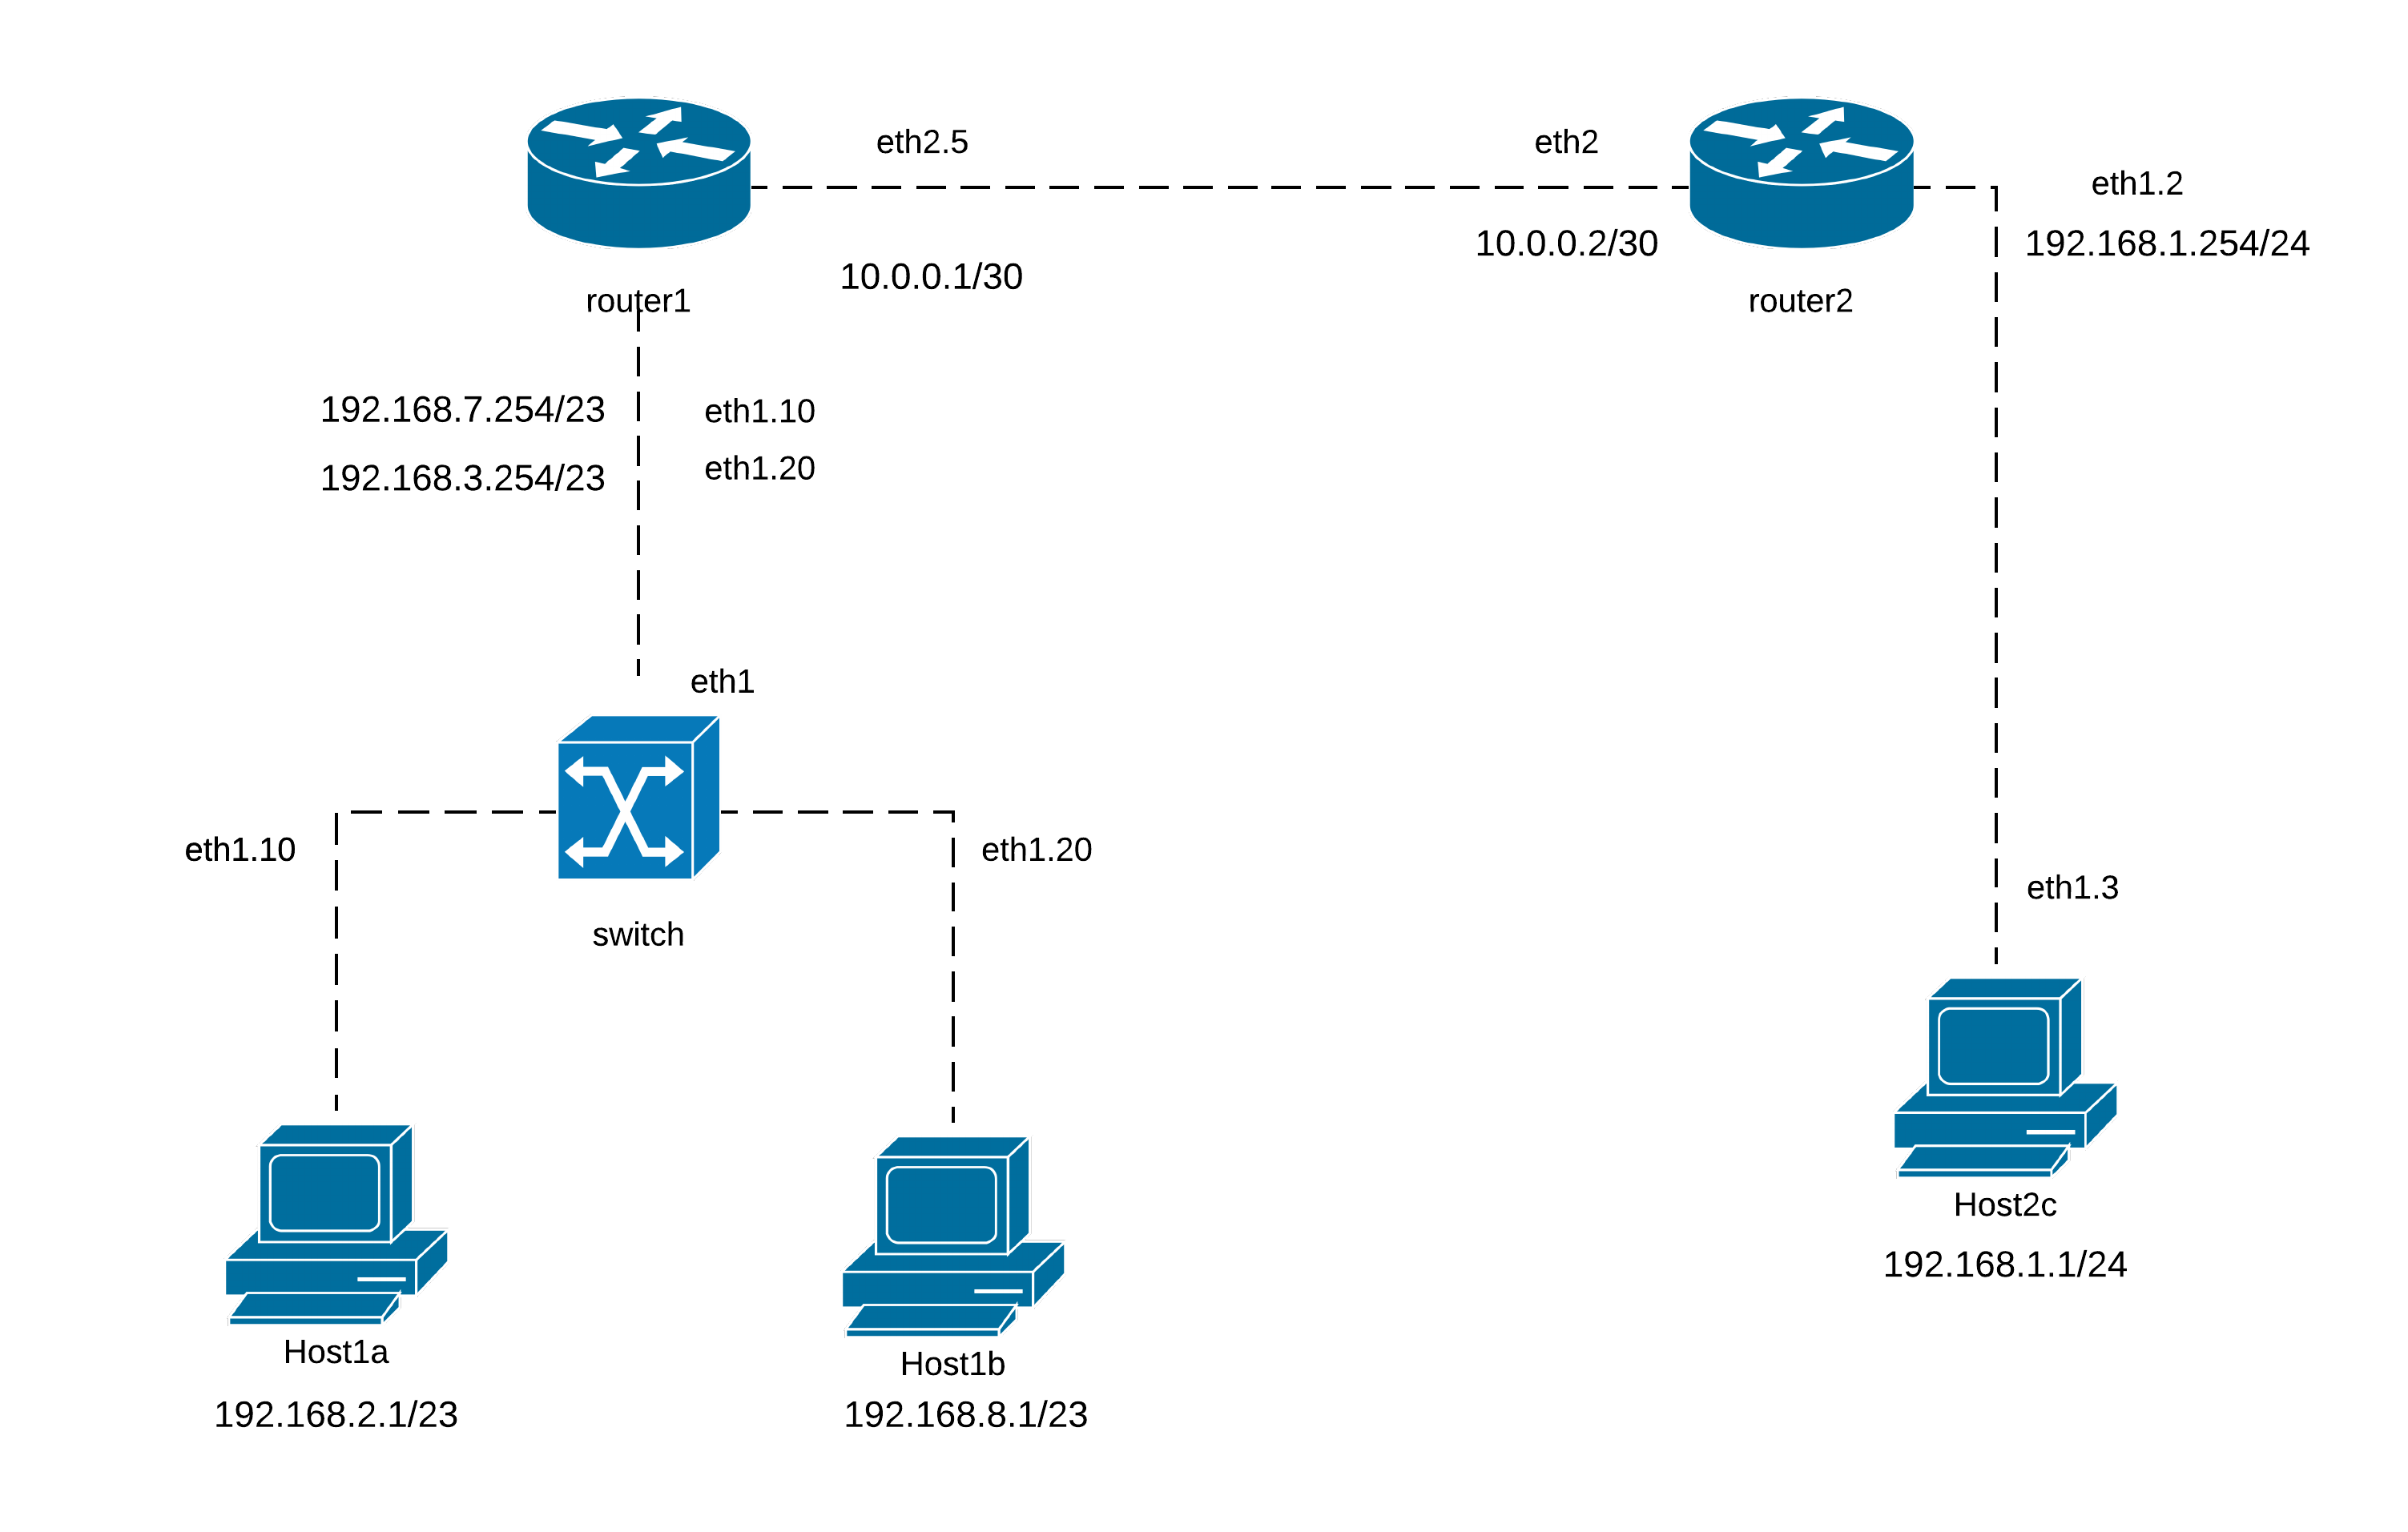 eth2.5
eth2
eth1.2
10.0.0.1/30
10.0.0.2/30
192.168.1.254/24
router1
router2
192.168.7.254/23
eth1.10
192.168.3.254/23
eth1.20
eth1
eth1.10
eth1.20
eth1.3
switch
Host2c
192.168.1.1/24
Host1a
Host1b
192.168.2.1/23
192.168.8.1/23